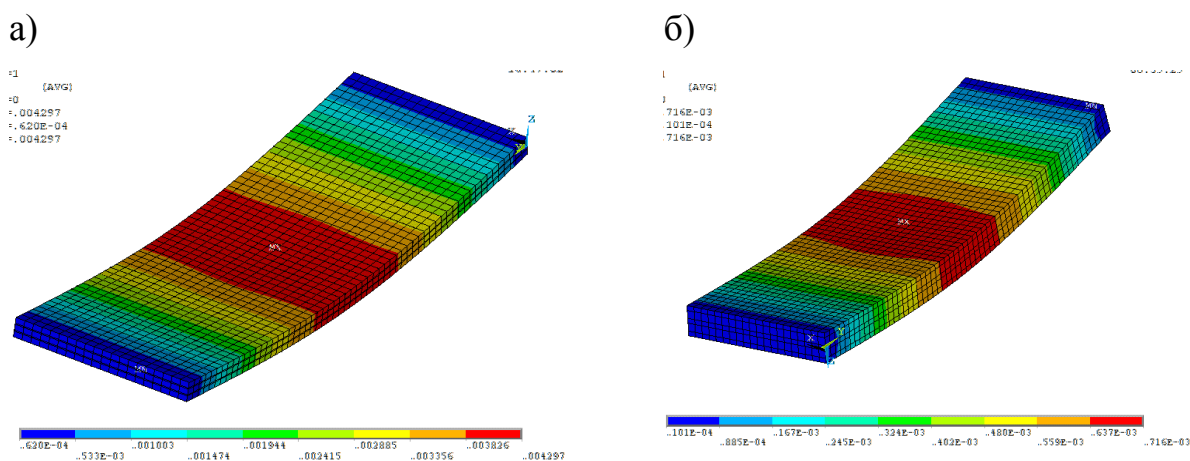 а)
б)
=1
(AVG)
=0
=.004297
=.620E-04
=.004297
(AVG)
.716E-03
.101E-04
.716E-03
Z
X
Y
MX
MN
MN
MX
X
Y
.620E-04
.533E-03
.001003
.001474
.001944
.002415
.002885
.003356
.003826
.004297
.101E-04
.885E-04
.167E-03
.245E-03
.324E-03
.402E-03
.480E-03
.559E-03
.637E-03
.716E-03